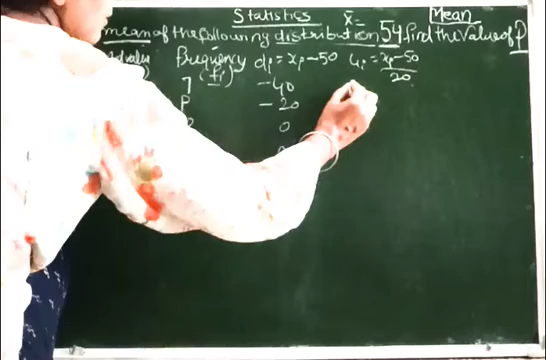 Statistics
Mean
x̄ =
mean of the following distribution 54 find the value of P
value Frequency di = xi - 50 ui = xi - 50 / 20
(fi)
7 -40
P -20
0